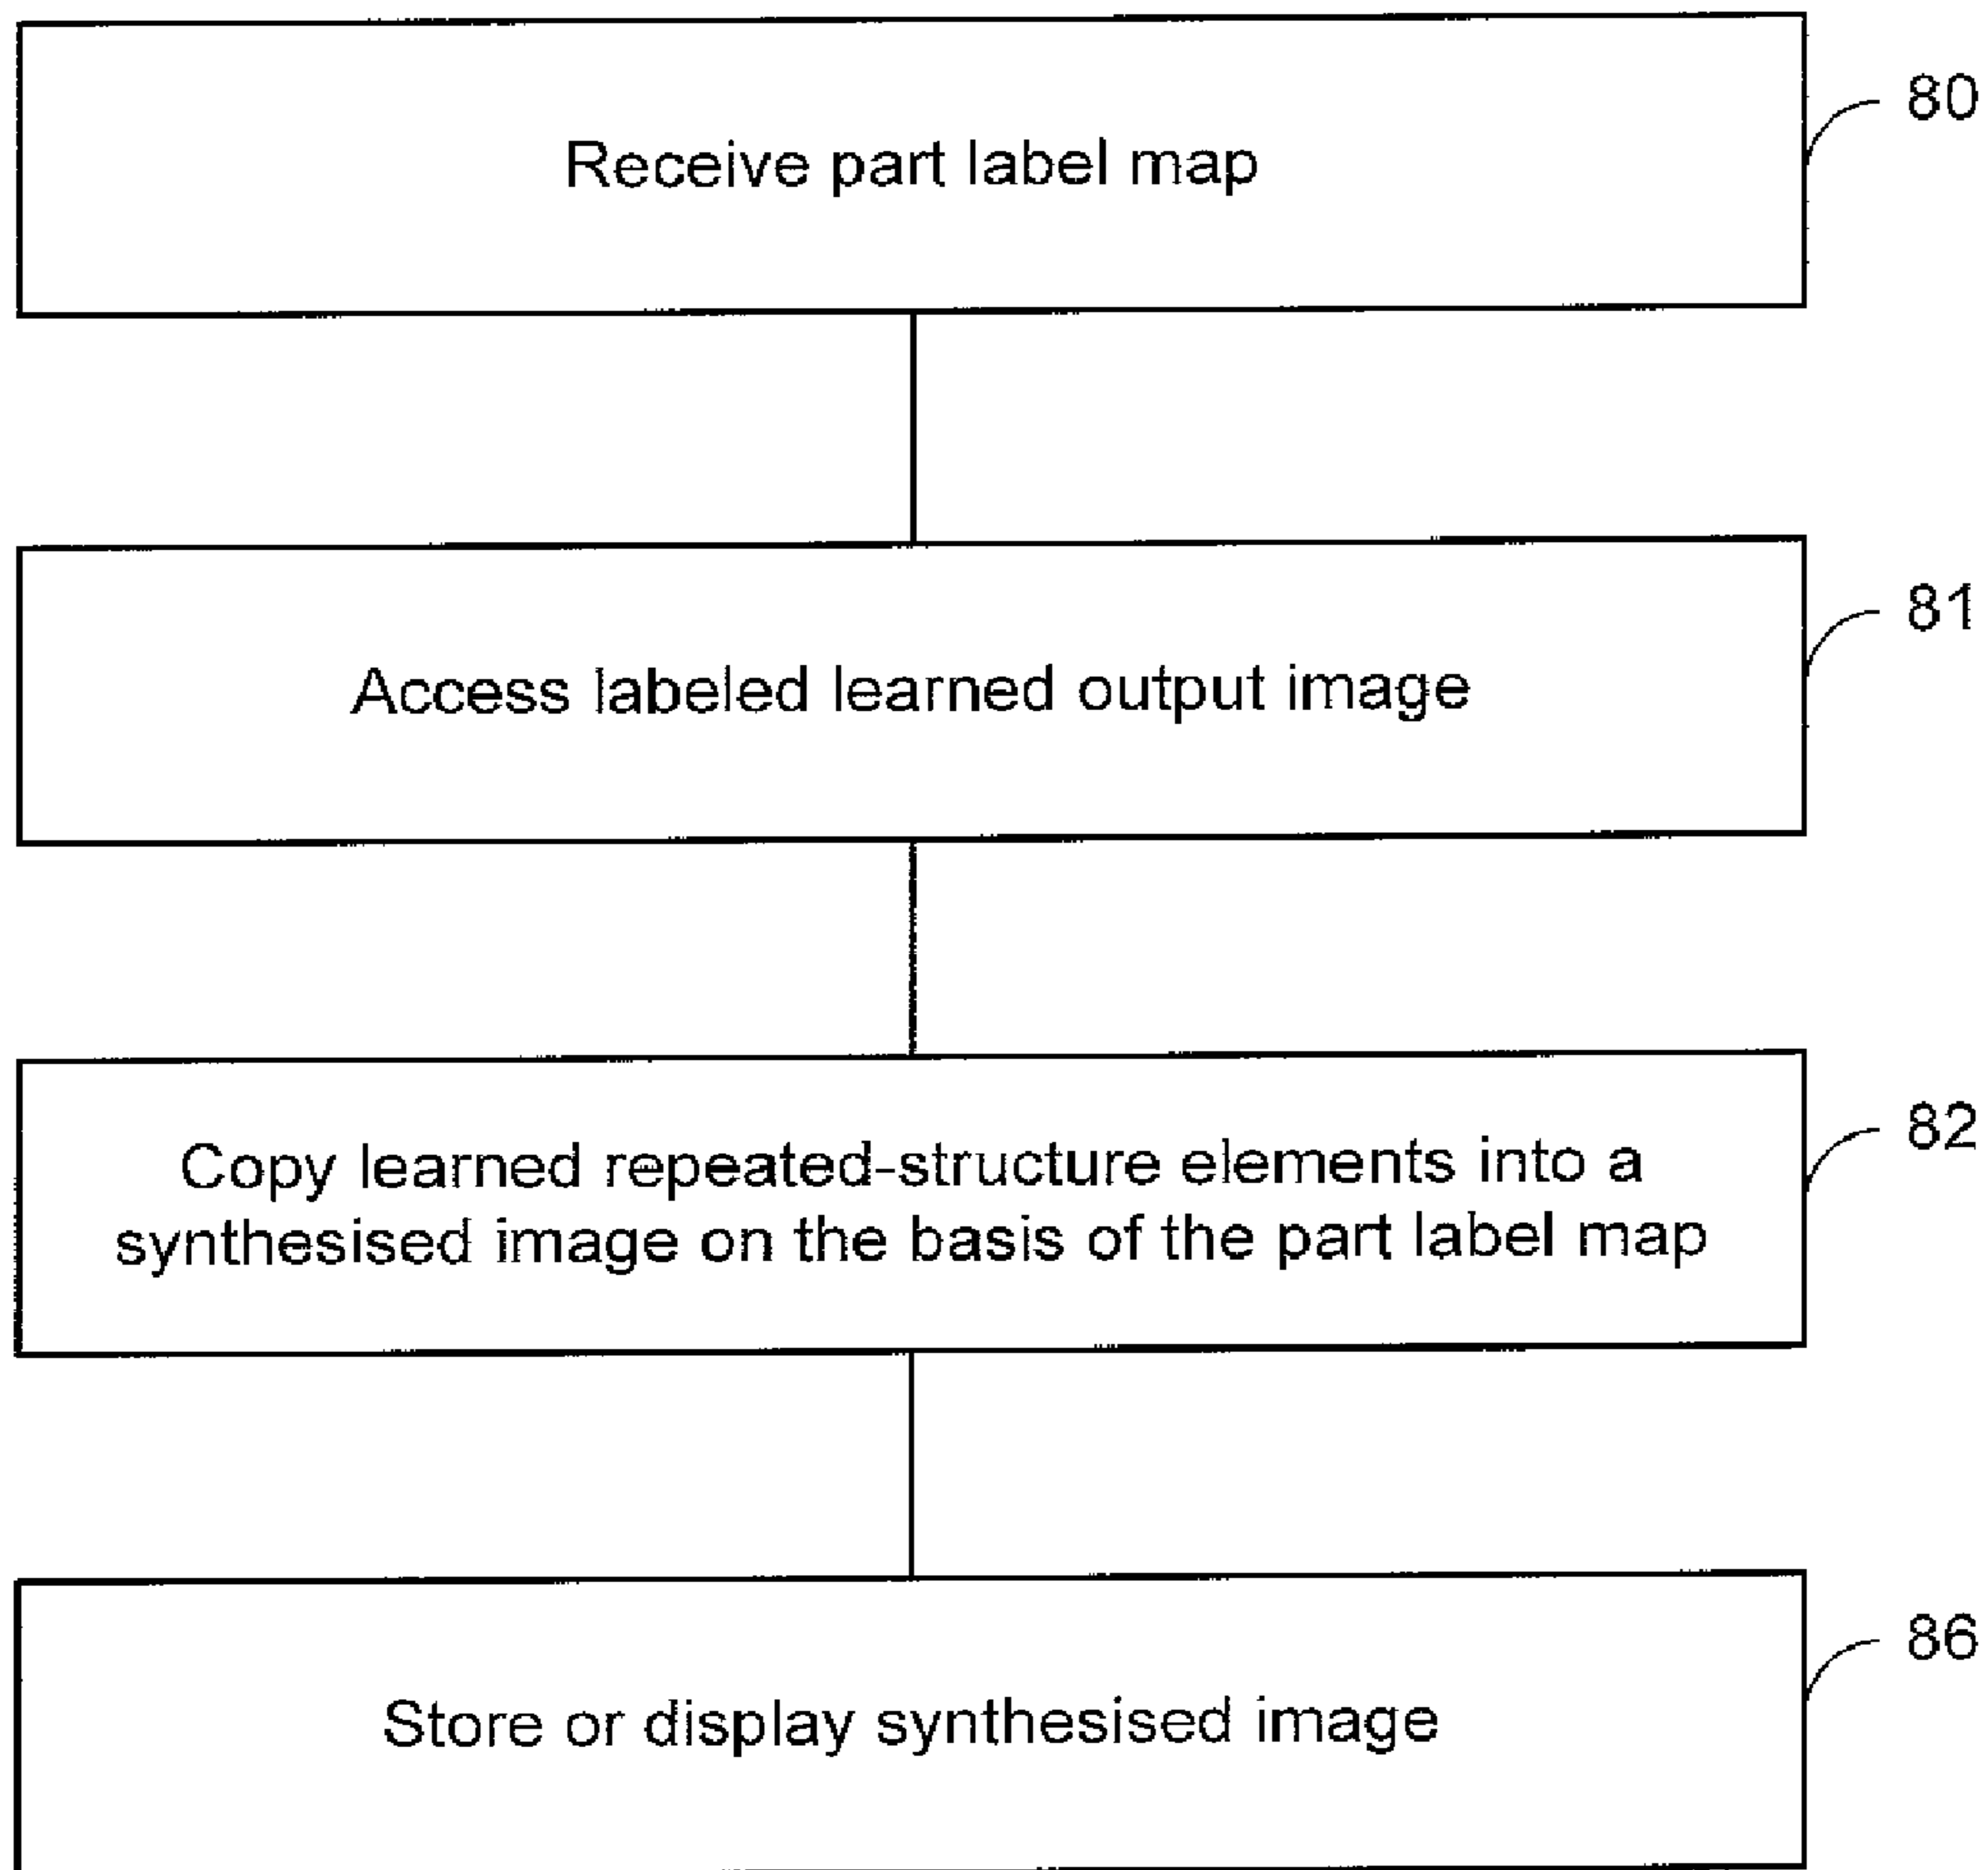 Receive part label map
80
Access labeled learned output image
81
Copy learned repeated-structure elements into a
synthesised image on the basis of the part label map
82
Store or display synthesised image
86